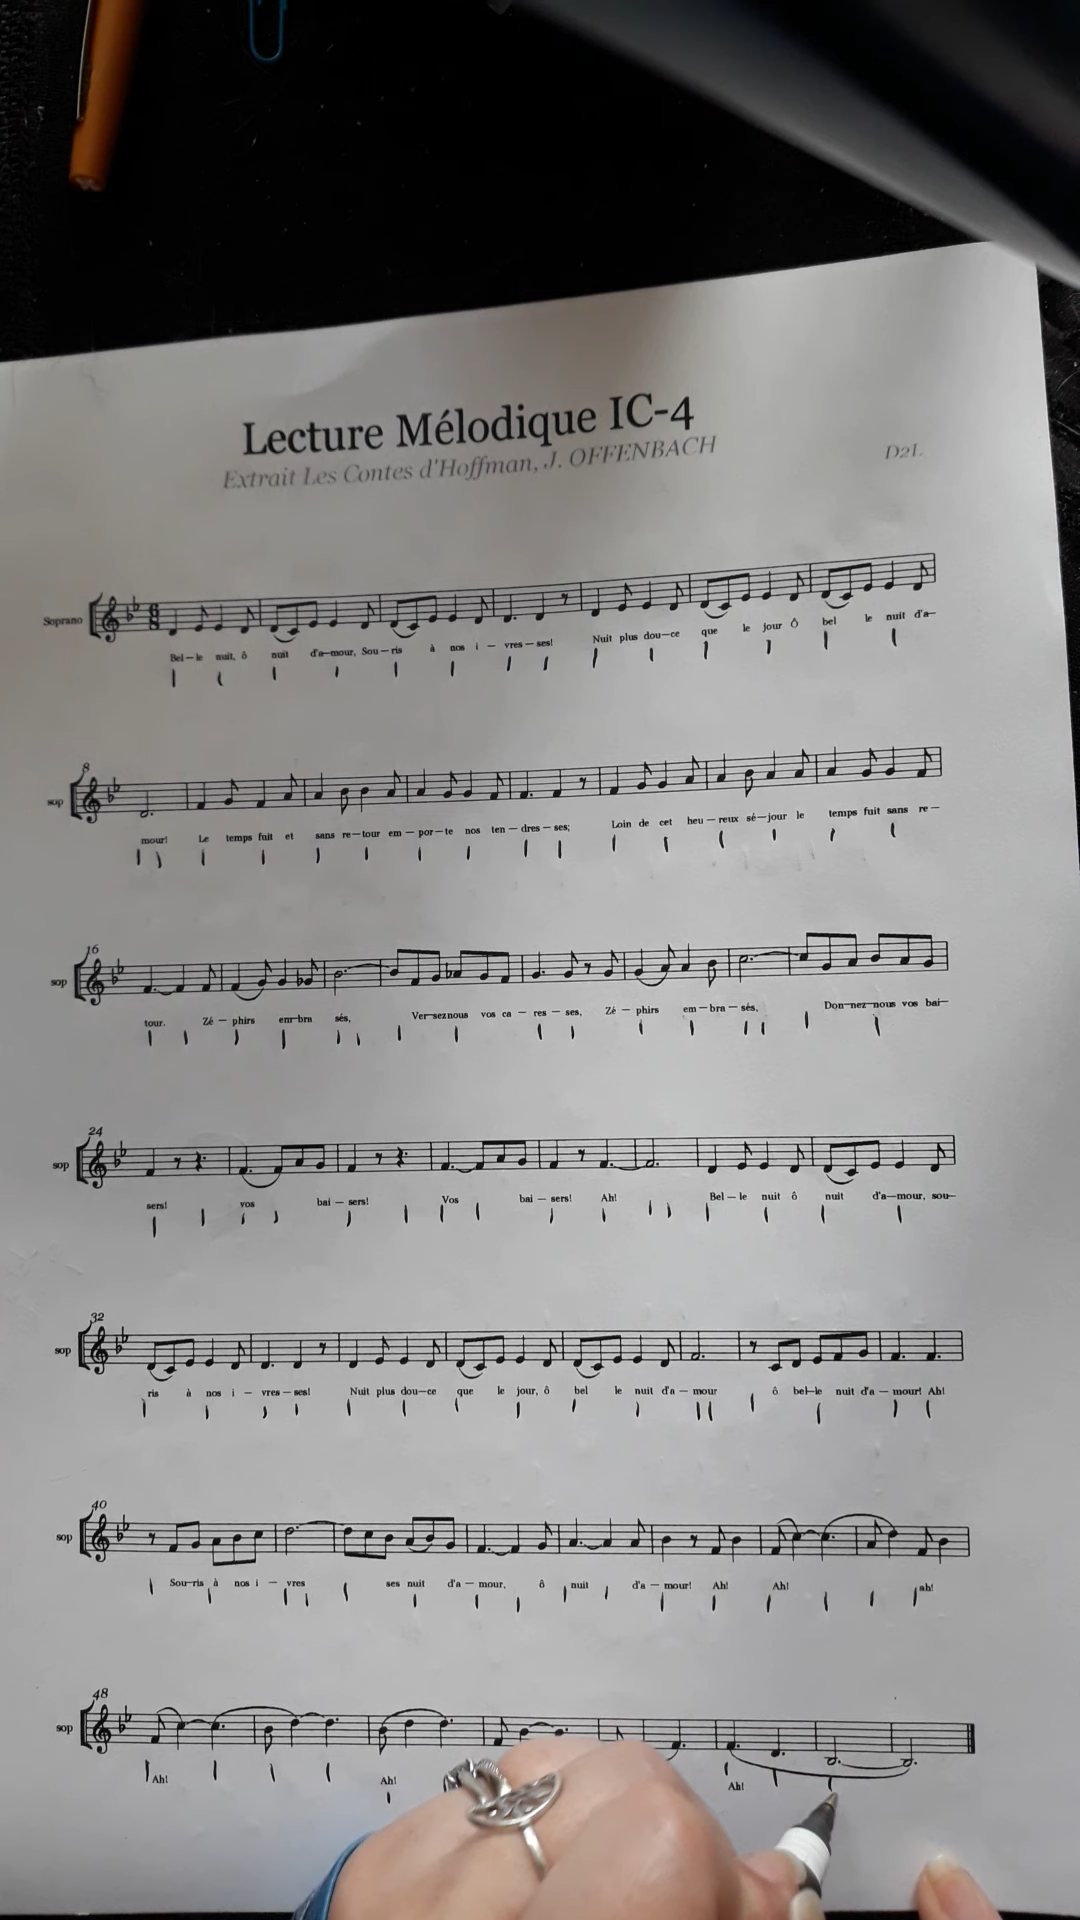 Lecture Mélodique IC-4
Extrait Les Contes d'Hoffman, J. OFFENBACH
D2L
Soprano
Bel-le nuit, ô nuit d'a-mour, Sou-ris à nos i-vres-ses! Nuit plus dou-ce que le jour Ô bel le nuit d'a-
8
sop
mour! Le temps fuit et sans re-tour em-por-te nos ten-dres-ses; Loin de cet heu-reux sé-jour le temps fuit sans re-
16
sop
tour. Zé-phirs em-bra sés, Ver-seznous vos ca-res-ses, Zé-phirs em-bra-sés, Don-nez-nous vos bai-
24
sop
sers! vos bai-sers! Vos bai-sers! Ah! Bel-le nuit ô nuit d'a-mour, sou-
32
sop
ris à nos i-vres-ses! Nuit plus dou-ce que le jour, ô bel le nuit d'a-mour ô bel-le nuit d'a-mour! Ah!
40
sop
Sou-ris à nos i-vres ses nuit d'a-mour, ô nuit d'a-mour! Ah! Ah! ah!
48
sop
Ah! Ah! Ah!